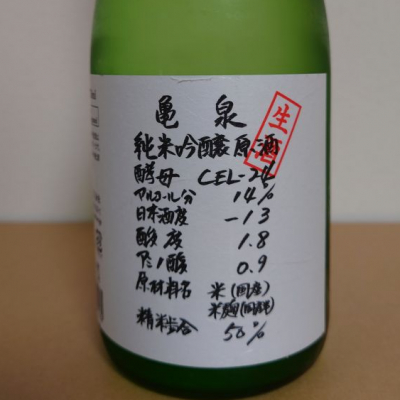 亀泉
生酒
純米吟醸原酒
酵母 CEL-24
アルコール分 14%
日本酒度 -13
酸度 1.8
アミノ酸 0.9
原材料名 米(国産)
米麹(国産米)
精米歩合 50%